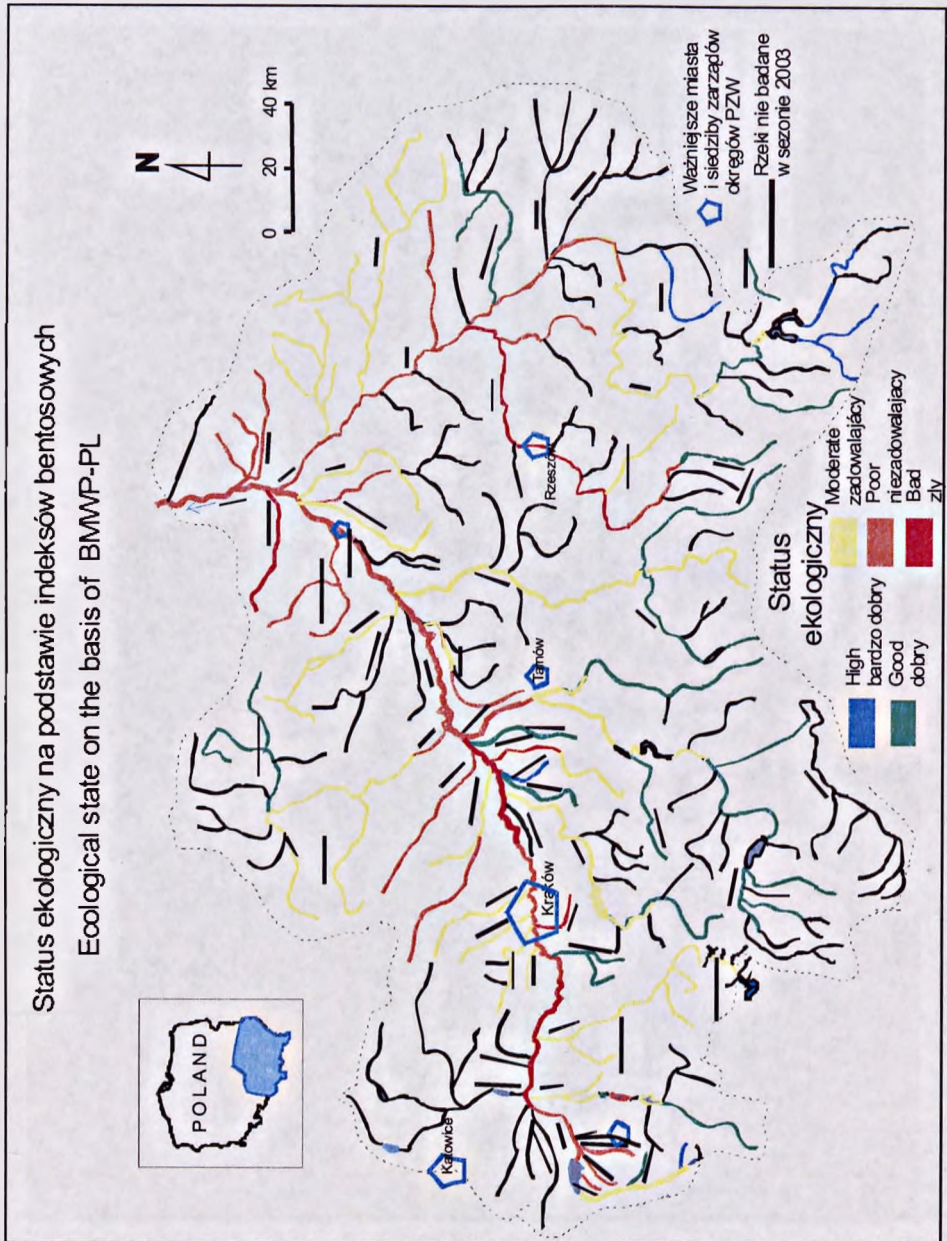 Status ekologiczny na podstawie indeksów bentosowych
Ecological state on the basis of BMWP-PL
POLAND
N
0 20 40 km
Katowice
Kraków
Tarnów
Rzeszów
Ważniejsze miasta
i siedziby zarządów
okręgów PZW
Rzeki nie badane
w sezonie 2003
Status
ekologiczny
High
bardzo dobry
Good
dobry
Moderate
zadowalający
Poor
niezadowalajacy
Bad
zły